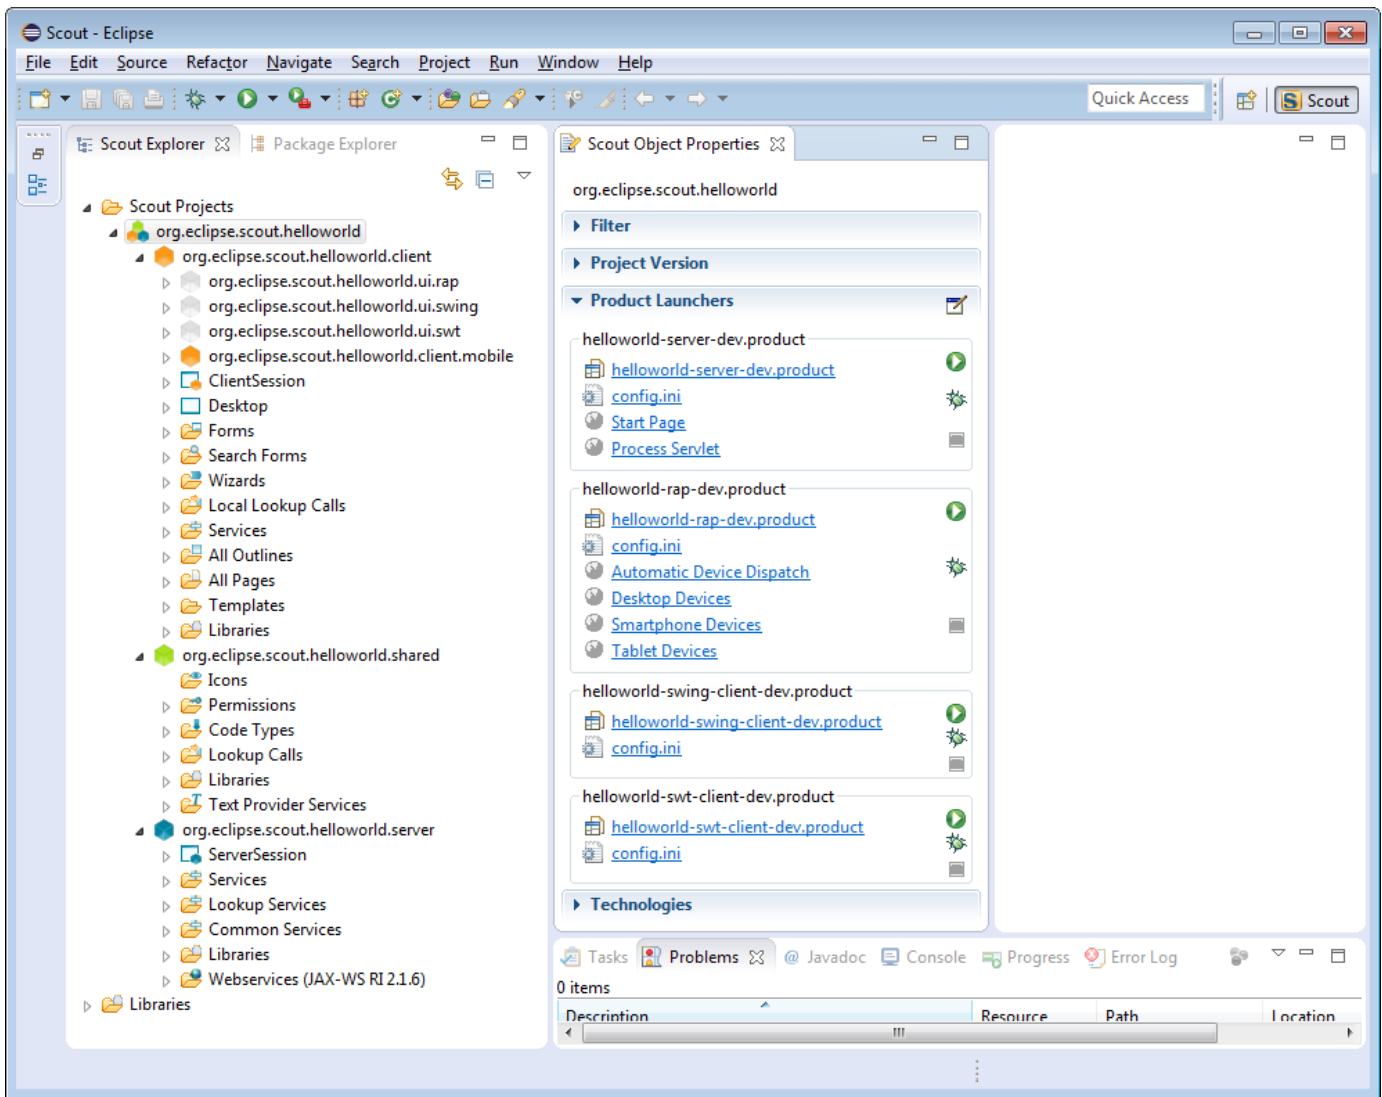 Scout - Eclipse
File Edit Source Refactor Navigate Search Project Run Window Help
Quick Access
Scout
Scout Explorer
Package Explorer
Scout Projects
org.eclipse.scout.helloworld
org.eclipse.scout.helloworld.client
org.eclipse.scout.helloworld.ui.rap
org.eclipse.scout.helloworld.ui.swing
org.eclipse.scout.helloworld.ui.swt
org.eclipse.scout.helloworld.client.mobile
ClientSession
Desktop
Forms
Search Forms
Wizards
Local Lookup Calls
Services
All Outlines
All Pages
Templates
Libraries
org.eclipse.scout.helloworld.shared
Icons
Permissions
Code Types
Lookup Calls
Libraries
Text Provider Services
org.eclipse.scout.helloworld.server
ServerSession
Services
Lookup Services
Common Services
Libraries
Webservices (JAX-WS RI 2.1.6)
Libraries
Scout Object Properties
org.eclipse.scout.helloworld
Filter
Project Version
Product Launchers
helloworld-server-dev.product
helloworld-server-dev.product
config.ini
Start Page
Process Servlet
helloworld-rap-dev.product
helloworld-rap-dev.product
config.ini
Automatic Device Dispatch
Desktop Devices
Smartphone Devices
Tablet Devices
helloworld-swing-client-dev.product
helloworld-swing-client-dev.product
config.ini
helloworld-swt-client-dev.product
helloworld-swt-client-dev.product
config.ini
Technologies
Tasks Problems @ Javadoc Console Progress Error Log
0 items
Description Resource Path Location